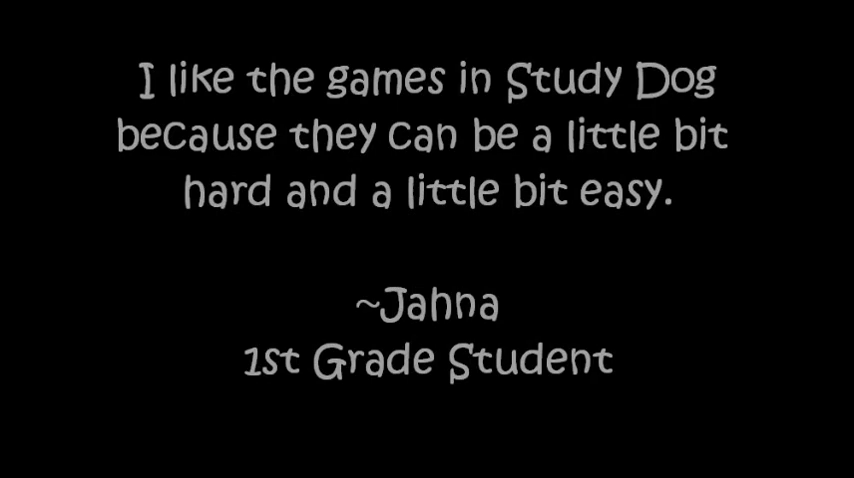 I like the games in Study Dog
because they can be a little bit
hard and a little bit easy.
~Jahna
1st Grade Student